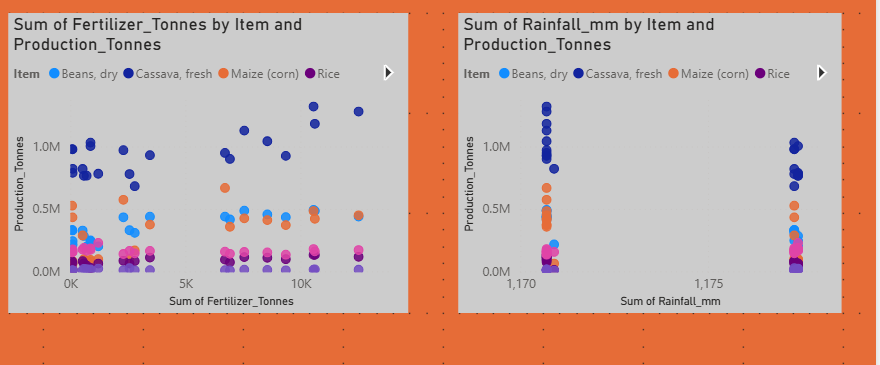 Sum of Fertilizer_Tonnes by Item and
Production_Tonnes
Item Beans, dry Cassava, fresh Maize (corn) Rice
Production_Tonnes
1.0M
0.5M
0.0M
0K 5K 10K
Sum of Fertilizer_Tonnes
Sum of Rainfall_mm by Item and
Production_Tonnes
Item Beans, dry Cassava, fresh Maize (corn) Rice
Production_Tonnes
1.0M
0.5M
0.0M
1,170 1,175
Sum of Rainfall_mm